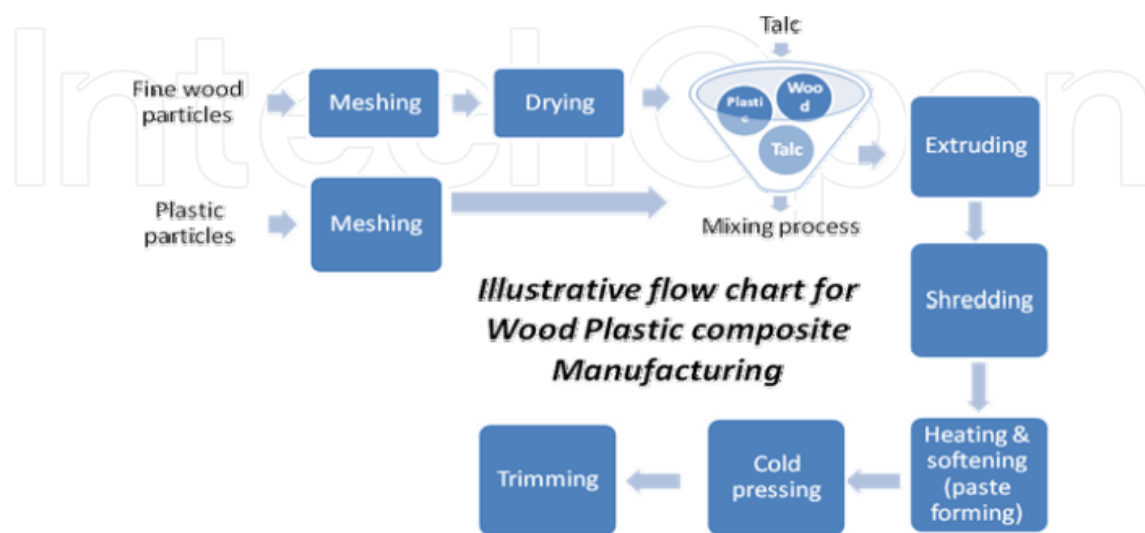 IntechOpen
Talc
Fine wood
particles
Meshing
Drying
Plasti
c
Woo
d
Talc
Extruding
Plastic
particles
Meshing
Mixing process
Illustrative flow chart for
Wood Plastic composite
Manufacturing
Shredding
Heating &
softening
(paste
forming)
Cold
pressing
Trimming